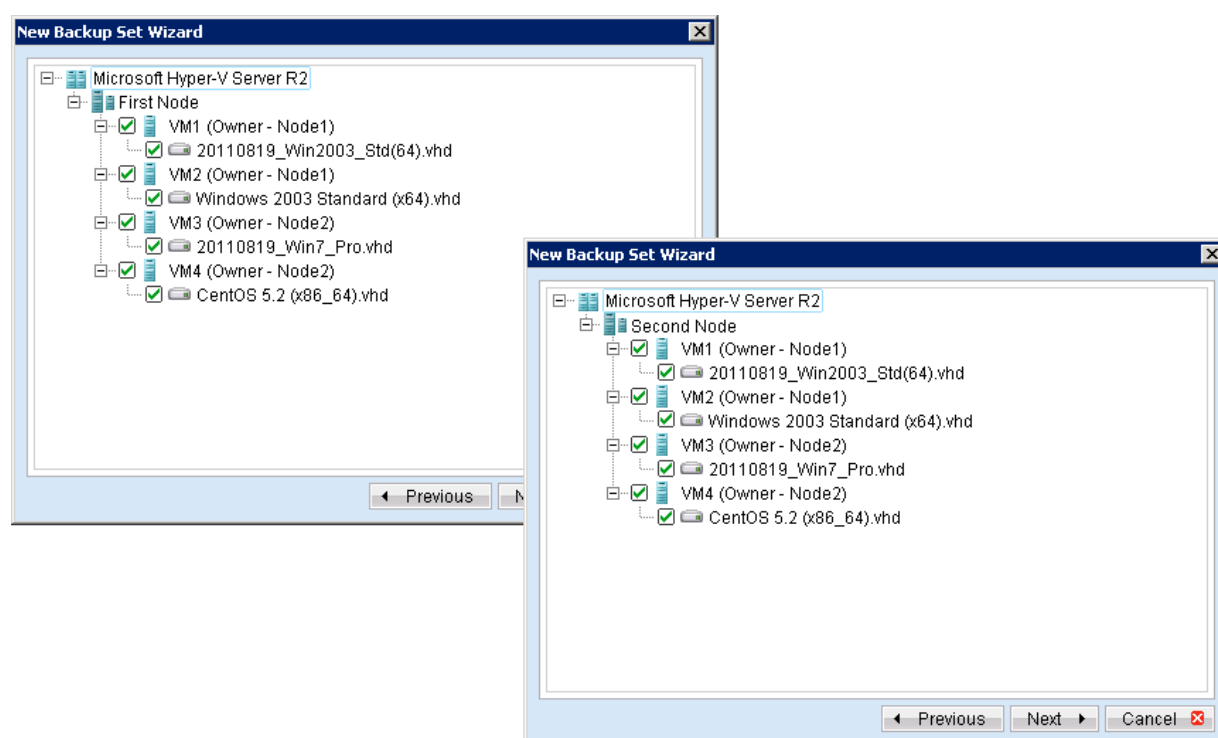 New Backup Set Wizard
Microsoft Hyper-V Server R2
First Node
VM1 (Owner - Node1)
20110819_Win2003_Std(64).vhd
VM2 (Owner - Node1)
Windows 2003 Standard (x64).vhd
VM3 (Owner - Node2)
20110819_Win7_Pro.vhd
VM4 (Owner - Node2)
CentOS 5.2 (x86_64).vhd
Previous
New Backup Set Wizard
Microsoft Hyper-V Server R2
Second Node
VM1 (Owner - Node1)
20110819_Win2003_Std(64).vhd
VM2 (Owner - Node1)
Windows 2003 Standard (x64).vhd
VM3 (Owner - Node2)
20110819_Win7_Pro.vhd
VM4 (Owner - Node2)
CentOS 5.2 (x86_64).vhd
Previous Next Cancel